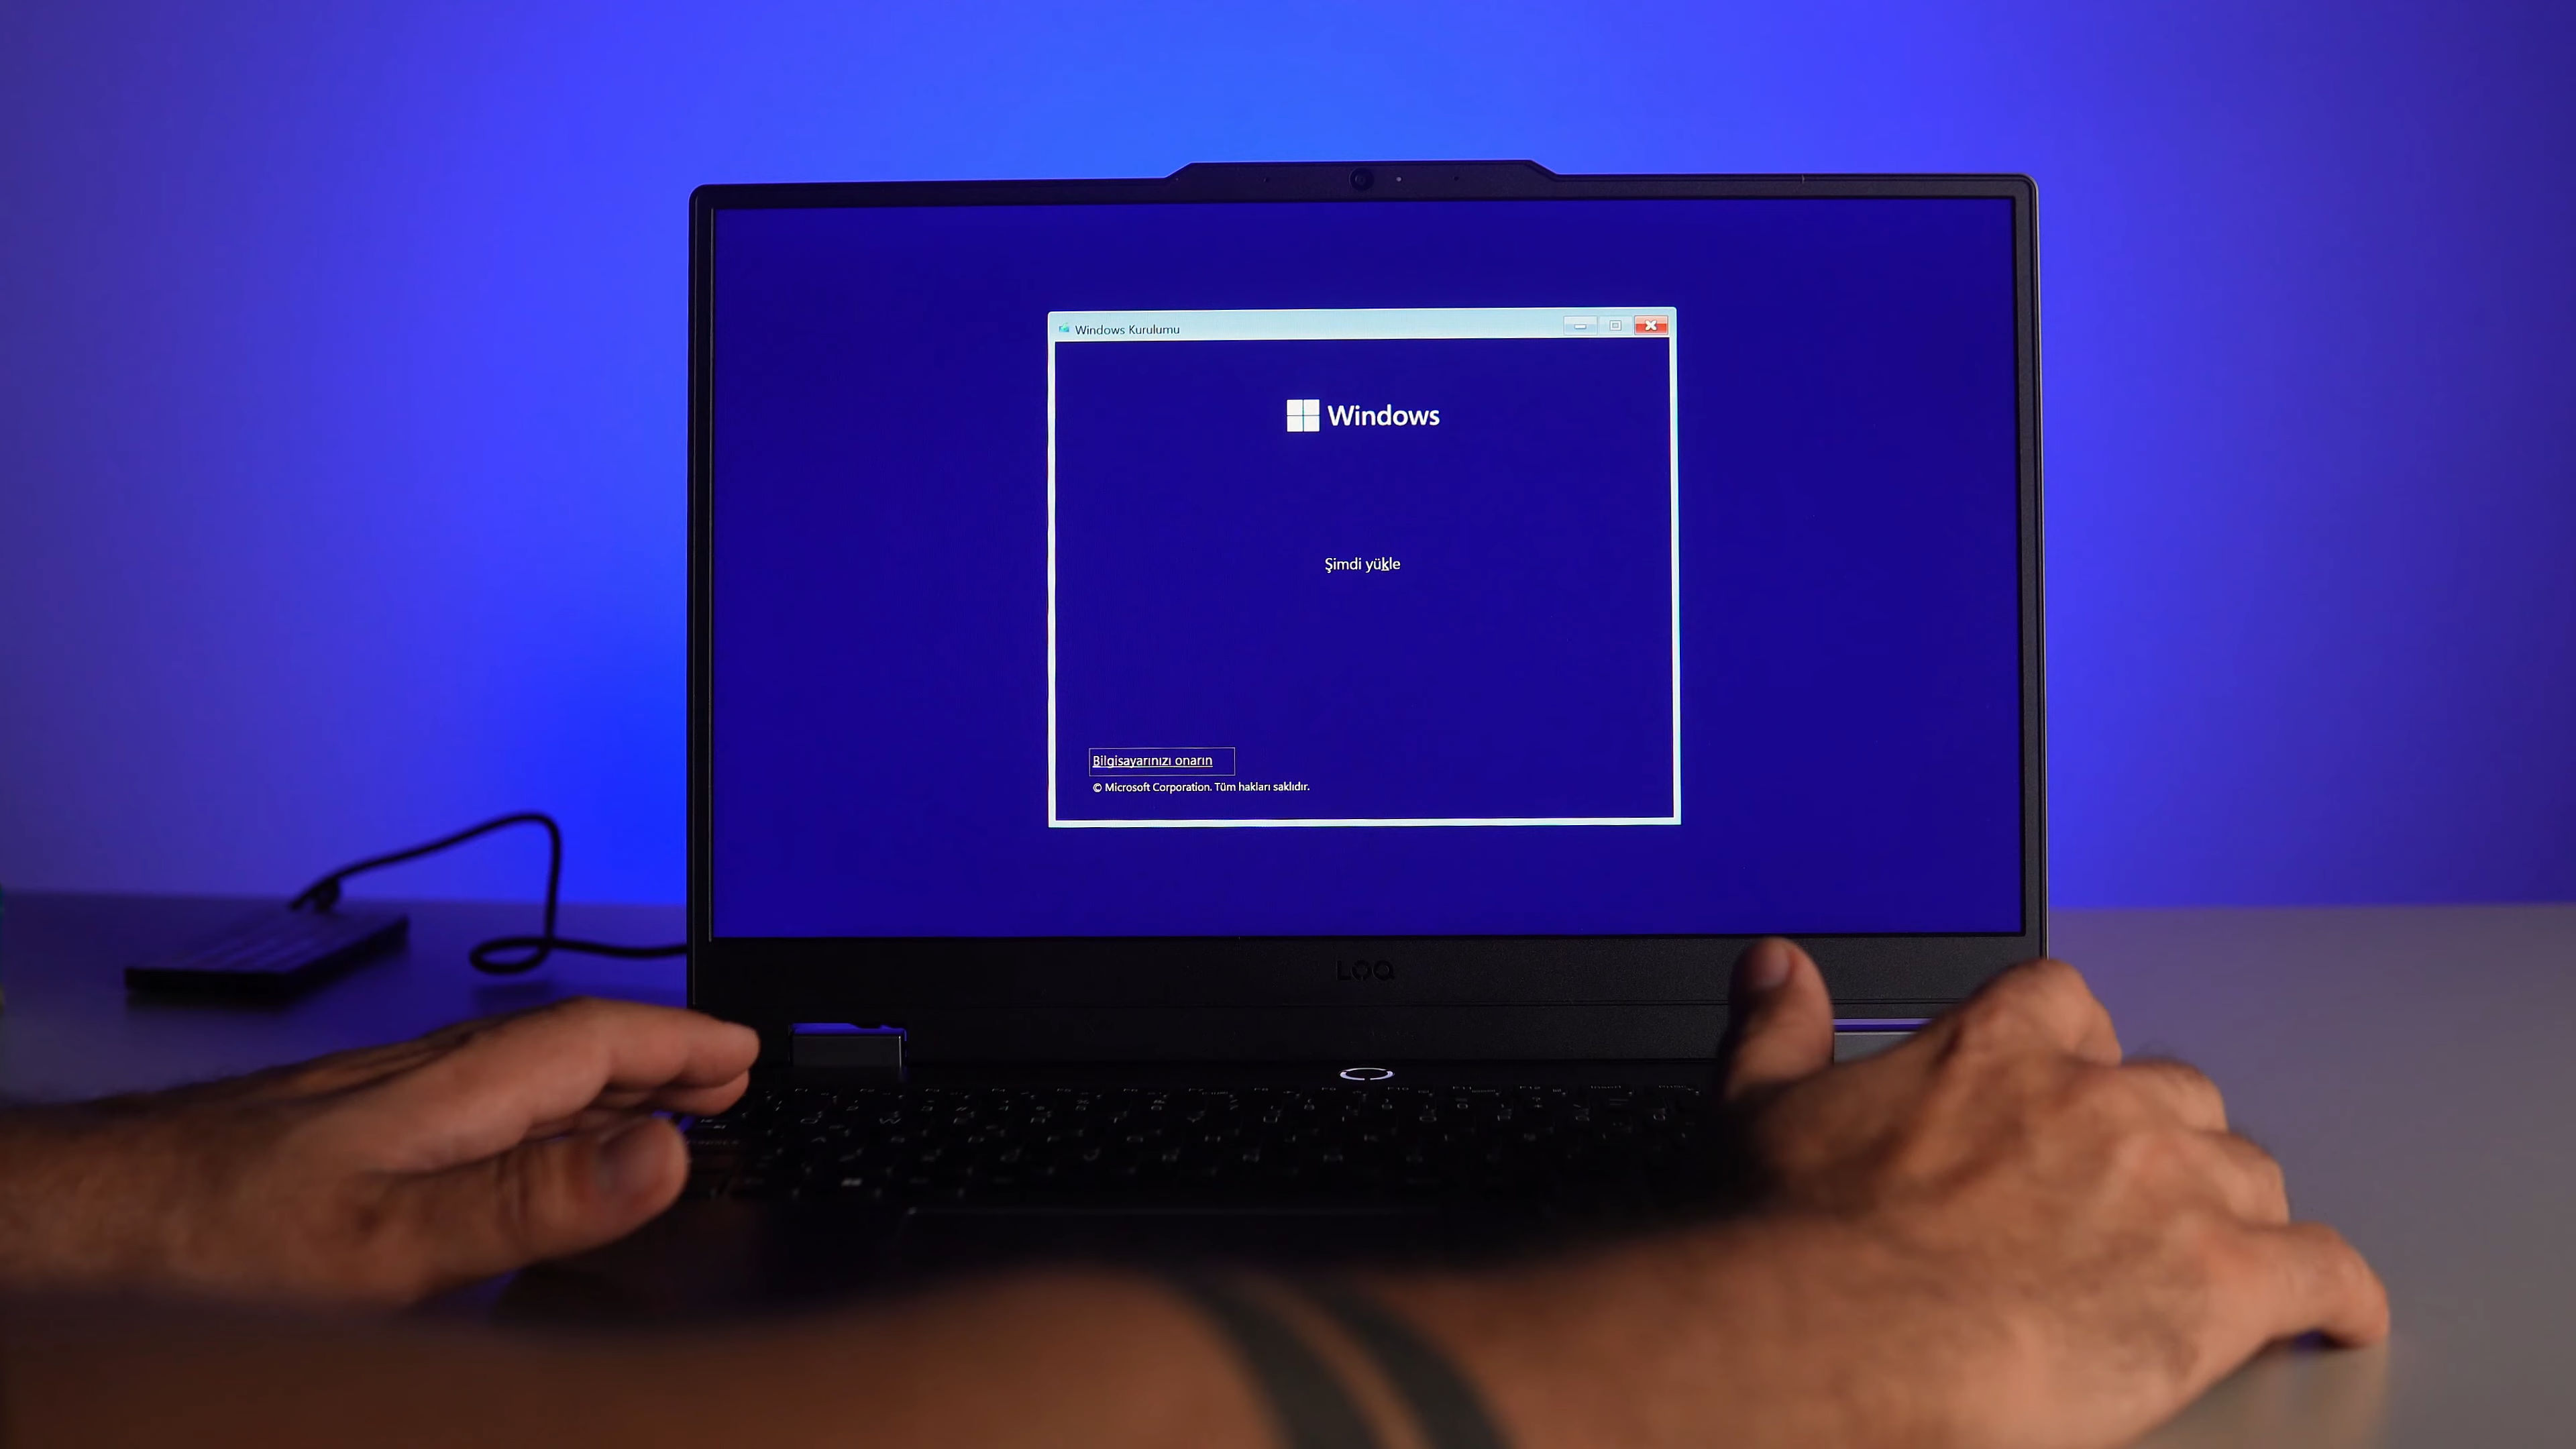 Windows Kurulumu
Windows
Şimdi yükle
Bilgisayarınızı onarın
© Microsoft Corporation. Tüm hakları saklıdır.
LOQ